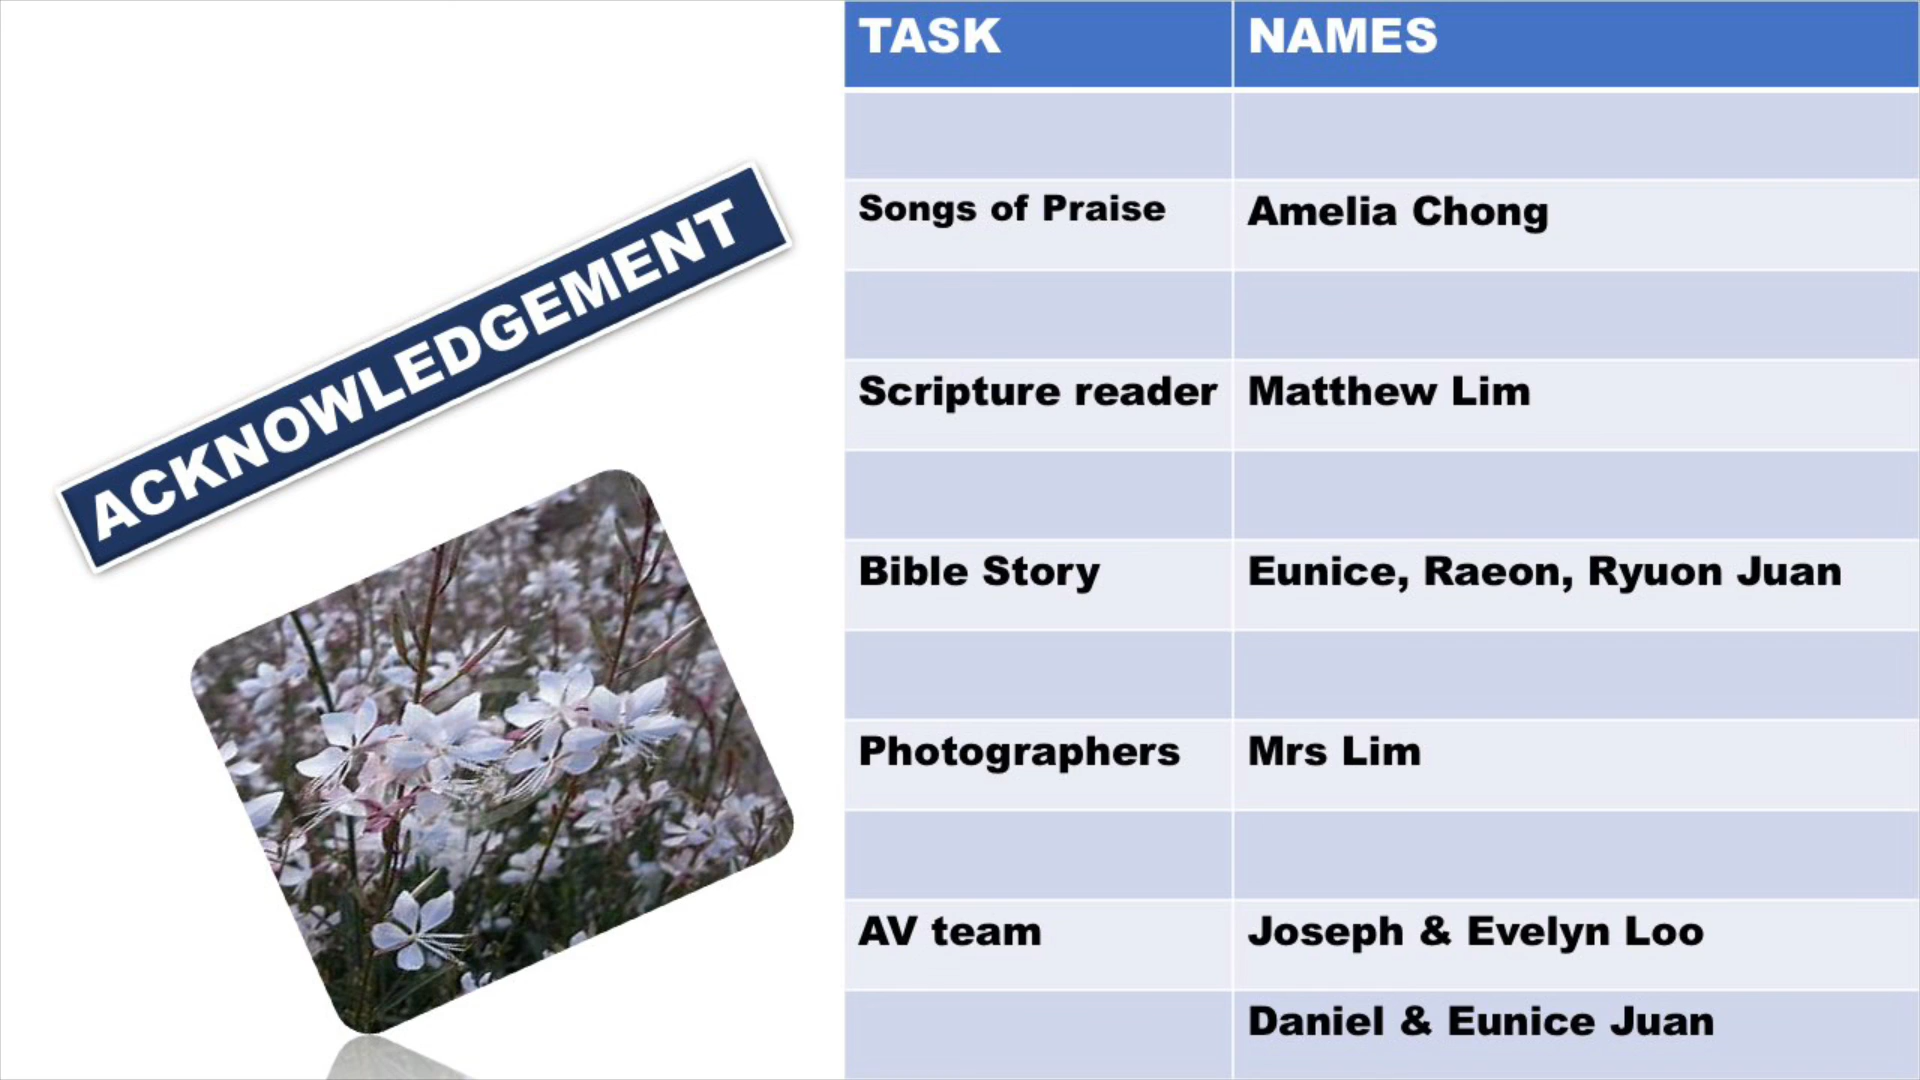 ACKNOWLEDGEMENT
TASK NAMES
Songs of Praise Amelia Chong
Scripture reader Matthew Lim
Bible Story Eunice, Raeon, Ryuon Juan
Photographers Mrs Lim
AV team Joseph & Evelyn Loo
Daniel & Eunice Juan